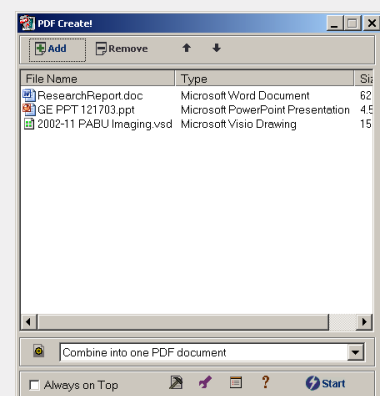 PDF Create!
Add Remove
File Name Type Siz
ResearchReport.doc Microsoft Word Document 62
GE PPT 121703.ppt Microsoft PowerPoint Presentation 4.5
2002-11 PABU Imaging.vsd Microsoft Visio Drawing 15
Combine into one PDF document
Always on Top ? Start